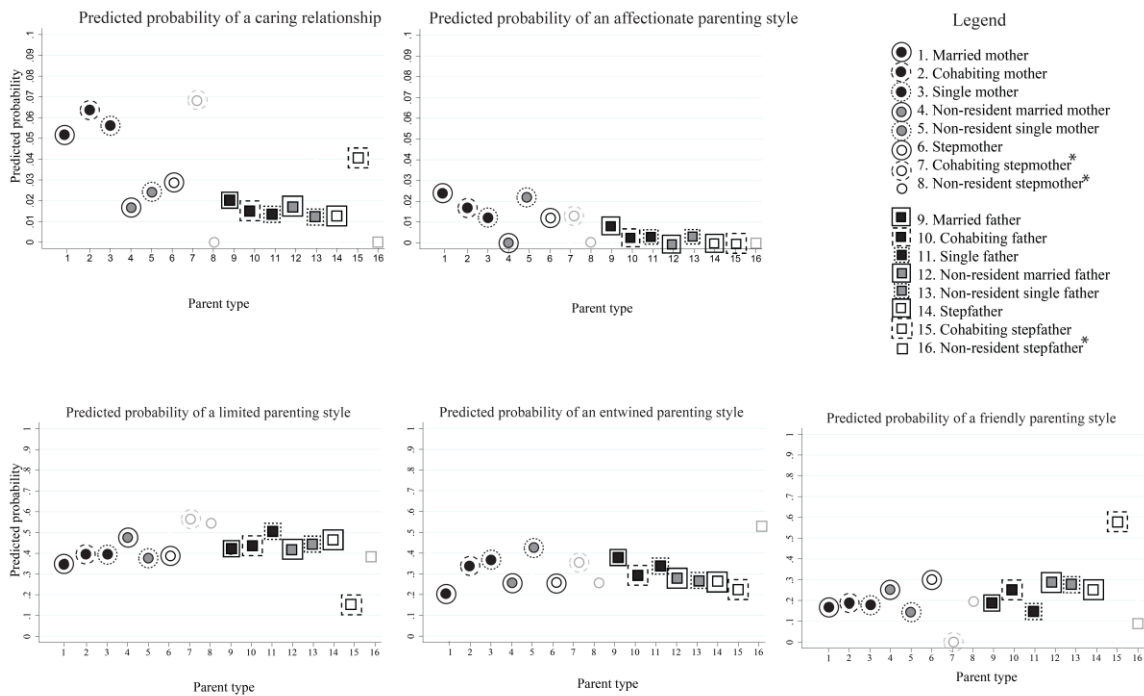 Predicted probability of a caring relationship
Predicted probability
.1
.09
.08
.07
.06
.05
.04
.03
.02
.01
0
1 2 3 4 5 6 7 8 9 10 11 12 13 14 15 16
Parent type
Predicted probability of an affectionate parenting style
.1
.09
.08
.07
.06
.05
.04
.03
.02
.01
0
1 2 3 4 5 6 7 8 9 10 11 12 13 14 15 16
Parent type
Legend
1. Married mother
2. Cohabiting mother
3. Single mother
4. Non-resident married mother
5. Non-resident single mother
6. Stepmother
7. Cohabiting stepmother*
8. Non-resident stepmother*
9. Married father
10. Cohabiting father
11. Single father
12. Non-resident married father
13. Non-resident single father
14. Stepfather
15. Cohabiting stepfather
16. Non-resident stepfather*
Predicted probability of a limited parenting style
Predicted probability
1
.9
.8
.7
.6
.5
.4
.3
.2
.1
0
1 2 3 4 5 6 7 8 9 10 11 12 13 14 15 16
Parent type
Predicted probability of an entwined parenting style
1
.9
.8
.7
.6
.5
.4
.3
.2
.1
0
1 2 3 4 5 6 7 8 9 10 11 12 13 14 15 16
Parent type
Predicted probability of a friendly parenting style
1
.9
.8
.7
.6
.5
.4
.3
.2
.1
0
1 2 3 4 5 6 7 8 9 10 11 12 13 14 15 16
Parent type